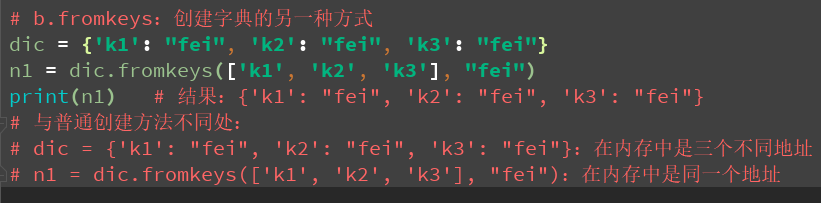 # b.fromkeys：创建字典的另一种方式
dic = {'k1': "fei", 'k2': "fei", 'k3': "fei"}
n1 = dic.fromkeys(['k1', 'k2', 'k3'], "fei")
print(n1)   # 结果：{'k1': "fei", 'k2': "fei", 'k3': "fei"}
# 与普通创建方法不同处：
# dic = {'k1': "fei", 'k2': "fei", 'k3': "fei"}：在内存中是三个不同地址
# n1 = dic.fromkeys(['k1', 'k2', 'k3'], "fei")：在内存中是同一个地址